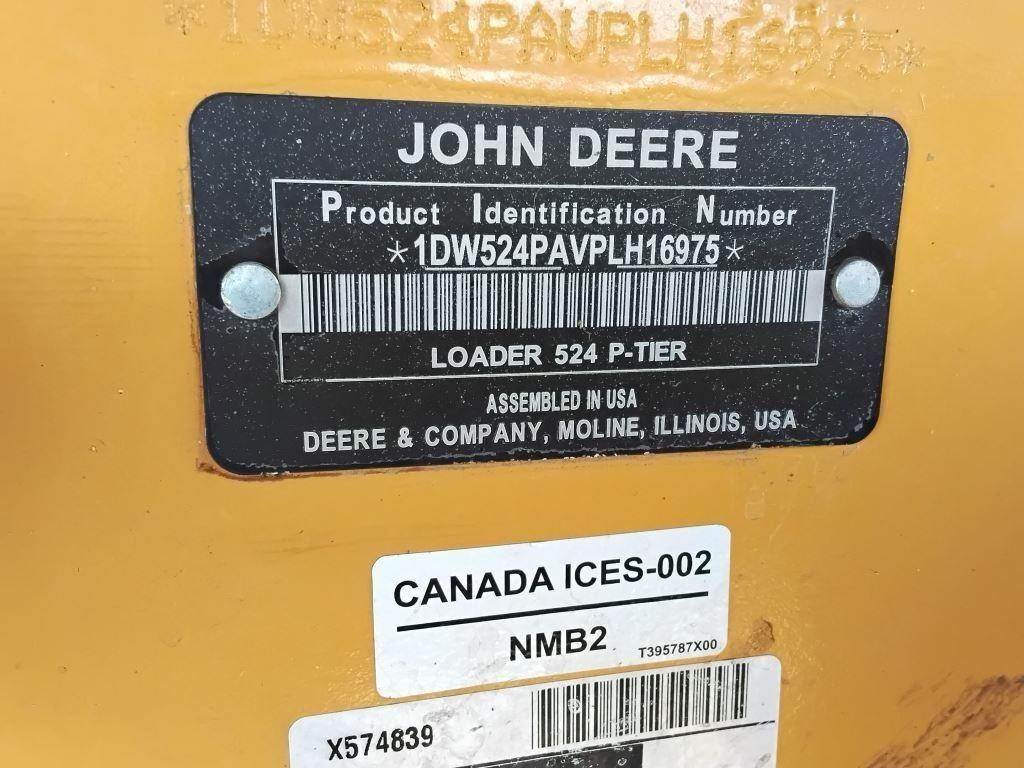 *1DW524PAVPLH16975*
JOHN DEERE
Product Identification Number
*1DW524PAVPLH16975*
LOADER 524 P-TIER
ASSEMBLED IN USA
DEERE & COMPANY, MOLINE, ILLINOIS, USA
CANADA ICES-002
NMB2
T395787X00
X574839